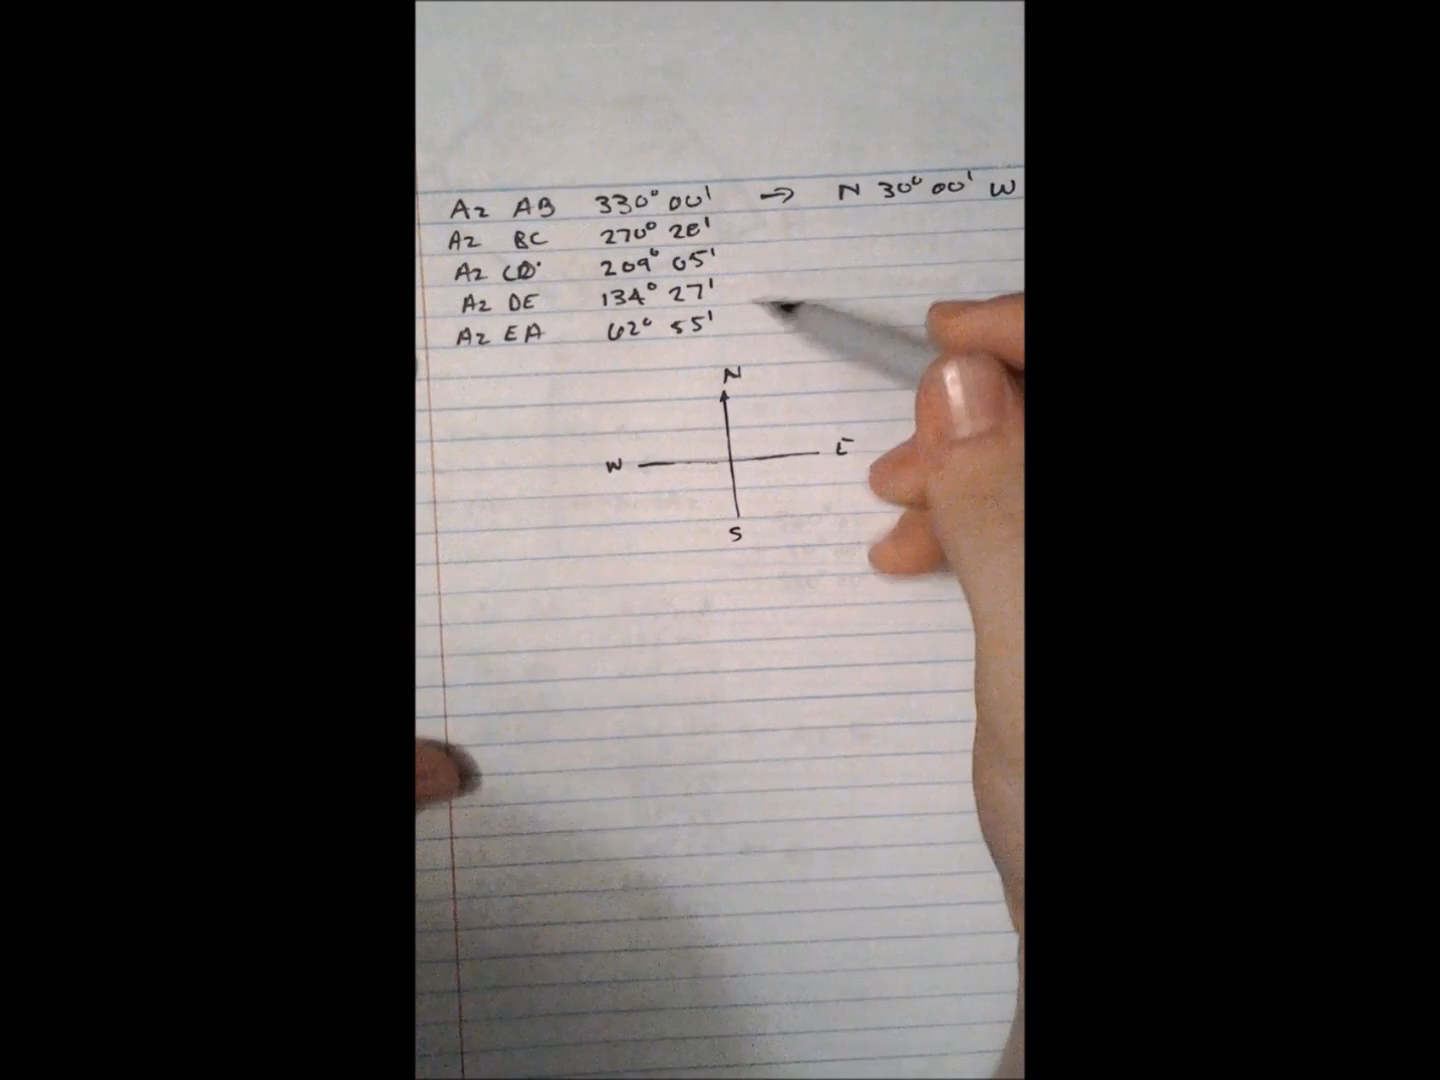 Az AB 330° 00' → N 30° 00' W
Az BC 270° 28'
Az CD 209° 05'
Az DE 134° 27'
Az EA 62° 55'
N
W E
S